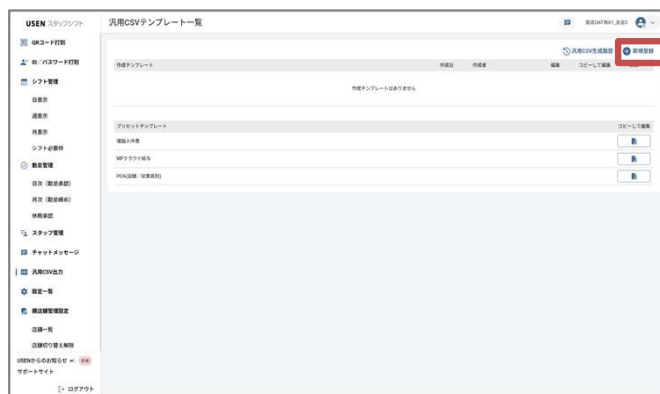 USEN スタッフシフト
汎用CSVテンプレート一覧
QRコード打刻
ID／パスワード打刻
シフト管理
日表示
週表示
月表示
シフト必要枠
勤怠管理
日次（勤怠承認）
月次（勤怠締め）
休暇承認
スタッフ管理
チャットメッセージ
汎用CSV出力
設定一覧
親店舗管理設定
店舗一覧
店舗切り替え解除
USENからのお知らせ
サポートサイト
ログアウト
汎用CSV生成履歴
新規登録
作成テンプレート 作成日 作成者 編集 コピーして編集
作成テンプレートはありません
プリセットテンプレート コピーして編集
理論人件費
MFクラウド給与
PCA(店舗／従業員別)